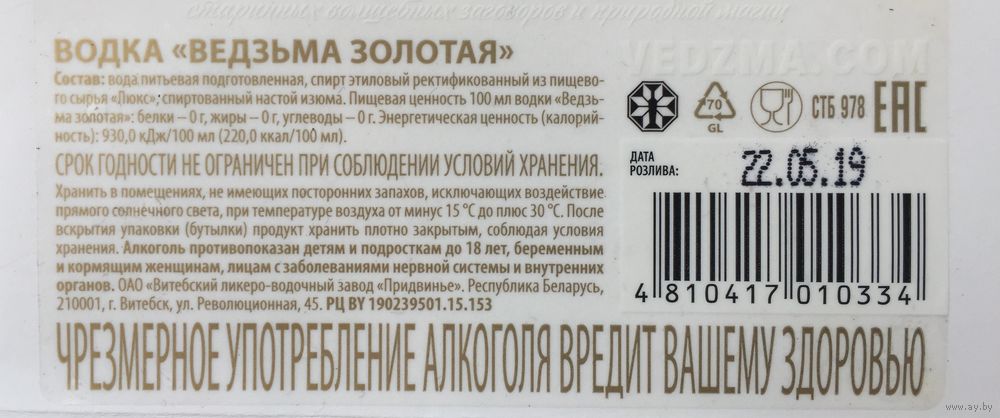 старинных волшебных заговоров и природной магии
ВОДКА «ВЕДЗЬМА ЗОЛОТАЯ»
Состав: вода питьевая подготовленная, спирт этиловый ректификованный из пищево-
го сырья «Люкс», спиртованный настой изюма. Пищевая ценность 100 мл водки «Ведзь-
ма золотая»: белки – 0 г, жиры – 0 г, углеводы – 0 г. Энергетическая ценность (калорий-
ность): 930,0 кДж/100 мл (220,0 ккал/100 мл).
СРОК ГОДНОСТИ НЕ ОГРАНИЧЕН ПРИ СОБЛЮДЕНИИ УСЛОВИЙ ХРАНЕНИЯ.
Хранить в помещениях, не имеющих посторонних запахов, исключающих воздействие
прямого солнечного света, при температуре воздуха от минус 15 °С до плюс 30 °С. После
вскрытия упаковки (бутылки) продукт хранить плотно закрытым, соблюдая условия
хранения. Алкоголь противопоказан детям и подросткам до 18 лет, беременным
и кормящим женщинам, лицам с заболеваниями нервной системы и внутренних
органов. ОАО «Витебский ликеро-водочный завод «Придвинье». Республика Беларусь,
210001, г. Витебск, ул. Революционная, 45. РЦ BY 190239501.15.153
VEDZMA.COM
70
GL
СТБ 978
EAC
ДАТА
РОЗЛИВА:
22.05.19
4 810417 010334
ЧРЕЗМЕРНОЕ УПОТРЕБЛЕНИЕ АЛКОГОЛЯ ВРЕДИТ ВАШЕМУ ЗДОРОВЬЮ
www.ay.by